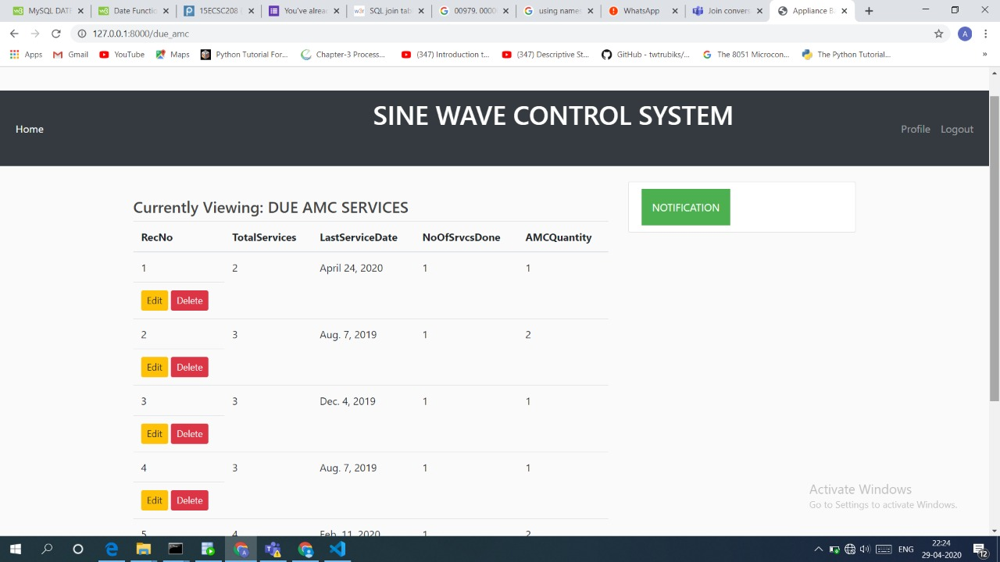 MySQL DATE
Date Functio
15ECSC208 (
You've alread
SQL join tab
00979. 0000
using names
WhatsApp
Join convers
Appliance Ba
127.0.0.1:8000/due_amc
A
Apps
Gmail
YouTube
Maps
Python Tutorial For...
Chapter-3 Process...
(347) Introduction t...
(347) Descriptive St...
GitHub - twtrubiks/...
The 8051 Microcon...
The Python Tutorial...
»
Home
SINE WAVE CONTROL SYSTEM
Profile Logout
Currently Viewing: DUE AMC SERVICES
NOTIFICATION
RecNo TotalServices LastServiceDate NoOfSrvcsDone AMCQuantity
1 2 April 24, 2020 1 1
Edit Delete
2 3 Aug. 7, 2019 1 2
Edit Delete
3 3 Dec. 4, 2019 1 1
Edit Delete
4 3 Aug. 7, 2019 1 1
Edit Delete
5 4 Feb. 11, 2020 1 2
Activate Windows
Go to Settings to activate Windows.
ENG
22:24
29-04-2020
12